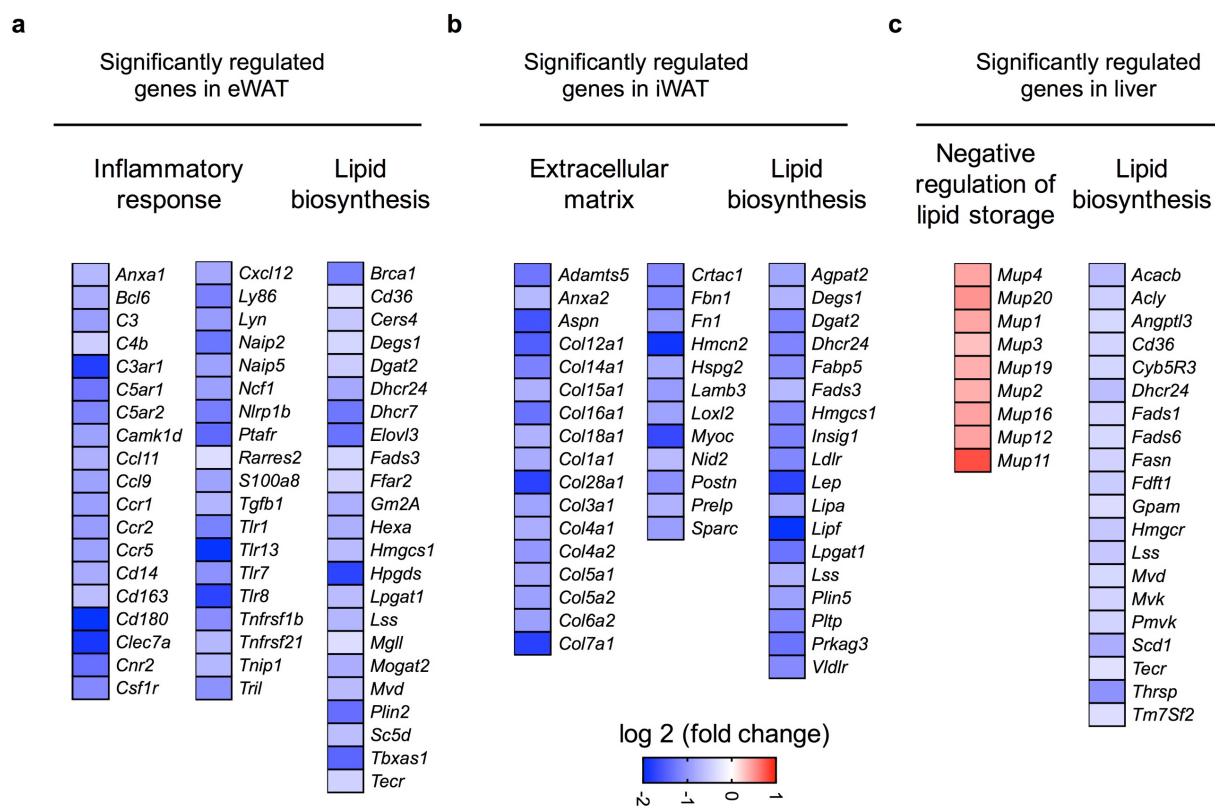 a
Significantly regulated
genes in eWAT
Inflammatory
response
Lipid
biosynthesis
Anxa1
Bcl6
C3
C4b
C3ar1
C5ar1
C5ar2
Camk1d
Ccl11
Ccl9
Ccr1
Ccr2
Ccr5
Cd14
Cd163
Cd180
Clec7a
Cnr2
Csf1r
Cxcl12
Ly86
Lyn
Naip2
Naip5
Ncf1
Nlrp1b
Ptafr
Rarres2
S100a8
Tgfb1
Tlr1
Tlr13
Tlr7
Tlr8
Tnfrsf1b
Tnfrsf21
Tnip1
Tril
Brca1
Cd36
Cers4
Degs1
Dgat2
Dhcr24
Dhcr7
Elovl3
Fads3
Ffar2
Gm2A
Hexa
Hmgcs1
Hpgds
Lpgat1
Lss
Mgll
Mogat2
Mvd
Plin2
Sc5d
Tbxas1
Tecr
b
Significantly regulated
genes in iWAT
Extracellular
matrix
Lipid
biosynthesis
Adamts5
Anxa2
Aspn
Col12a1
Col14a1
Col15a1
Col16a1
Col18a1
Col1a1
Col28a1
Col3a1
Col4a1
Col4a2
Col5a1
Col5a2
Col6a2
Col7a1
Crtac1
Fbn1
Fn1
Hmcn2
Hspg2
Lamb3
Loxl2
Myoc
Nid2
Postn
Prelp
Sparc
Agpat2
Degs1
Dgat2
Dhcr24
Fabp5
Fads3
Hmgcs1
Insig1
Ldlr
Lep
Lipa
Lipf
Lpgat1
Lss
Plin5
Pltp
Prkag3
Vldlr
c
Significantly regulated
genes in liver
Negative
regulation of
lipid storage
Lipid
biosynthesis
Mup4
Mup20
Mup1
Mup3
Mup19
Mup2
Mup16
Mup12
Mup11
Acacb
Acly
Angptl3
Cd36
Cyb5R3
Dhcr24
Fads1
Fads6
Fasn
Fdft1
Gpam
Hmgcr
Lss
Mvd
Mvk
Pmvk
Scd1
Tecr
Thrsp
Tm7Sf2
log 2 (fold change)
-2
-1
0
1